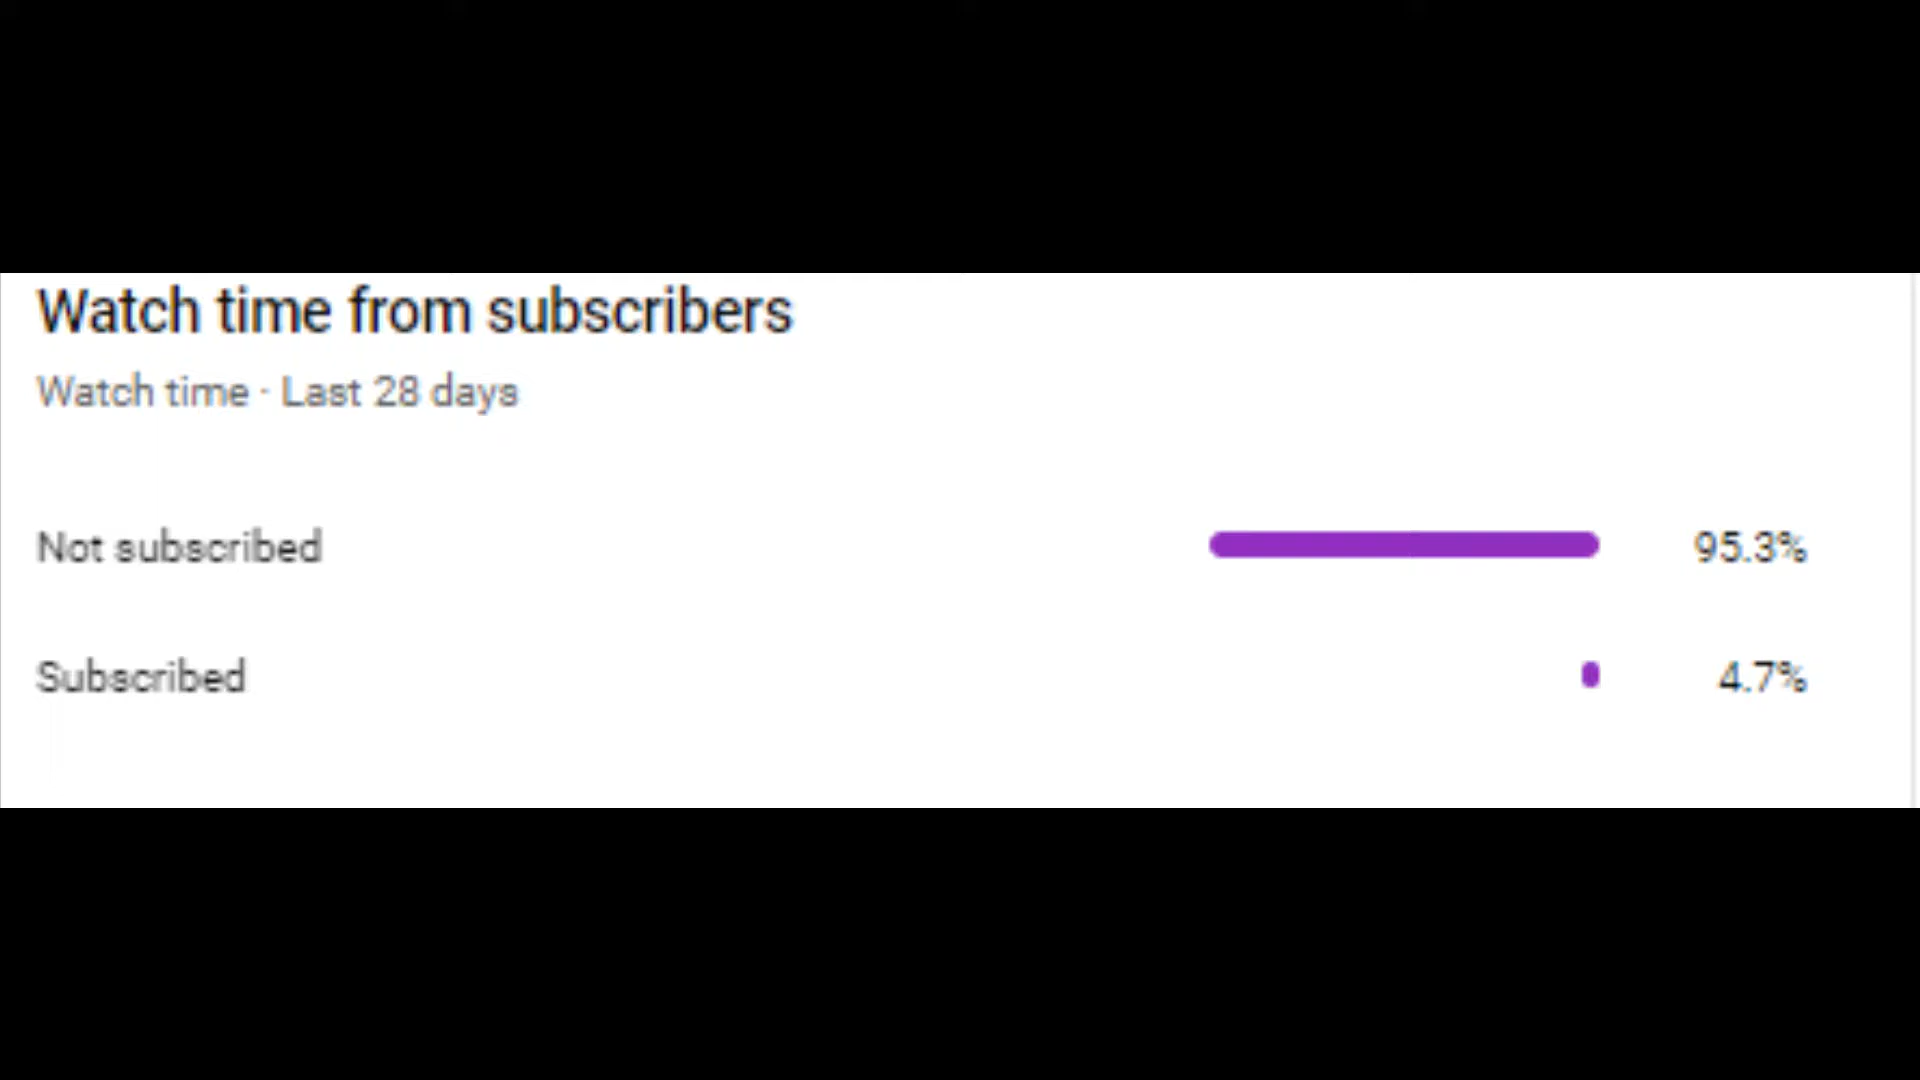 Watch time from subscribers
Watch time · Last 28 days
Not subscribed 95.3%
Subscribed 4.7%